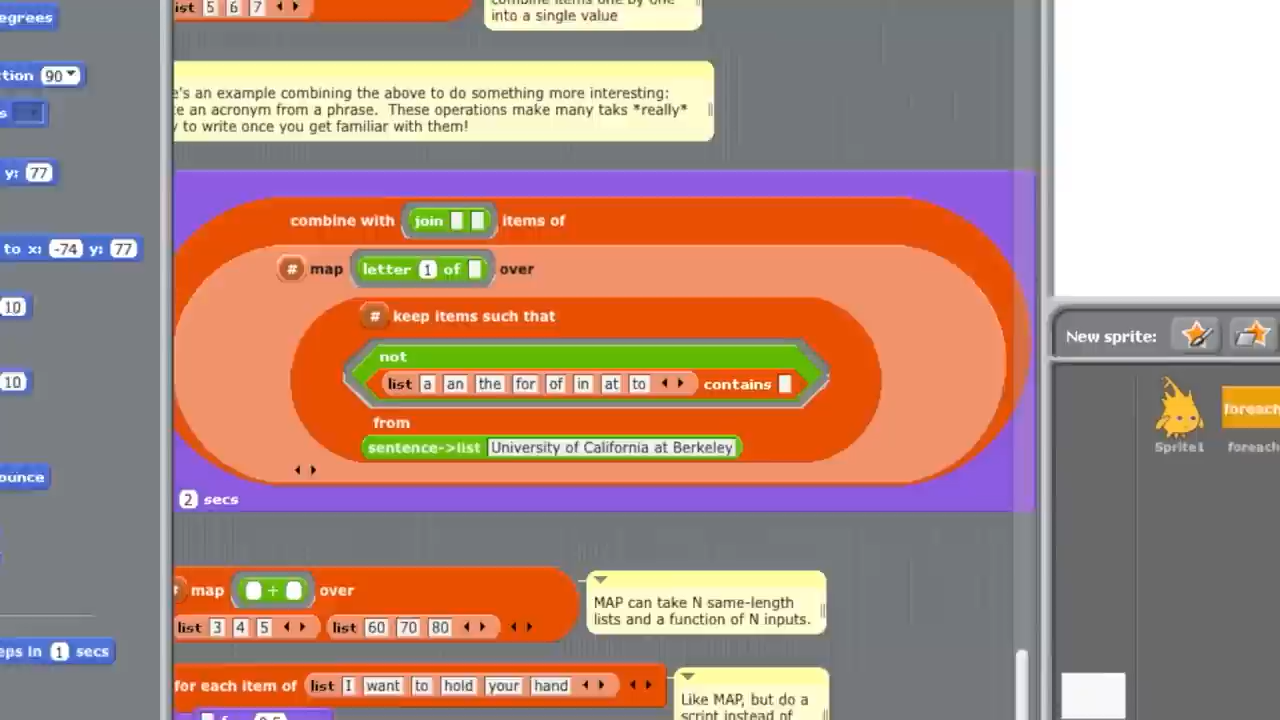 egrees
tion 90
s
y: 77
to x: -74 y: 77
10
10
ounce
eps in 1 secs
ist 5 6 7
combine items one by one
into a single value
e's an example combining the above to do something more interesting:
e an acronym from a phrase. These operations make many taks *really*
y to write once you get familiar with them!
combine with join items of
# map letter 1 of over
# keep items such that
not
list a an the for of in at to contains
from
sentence->list University of California at Berkeley
2 secs
map + over
list 3 4 5 list 60 70 80
MAP can take N same-length
lists and a function of N inputs.
for each item of list I want to hold your hand
Like MAP, but do a
script instead of
New sprite:
foreach
Sprite1 foreach